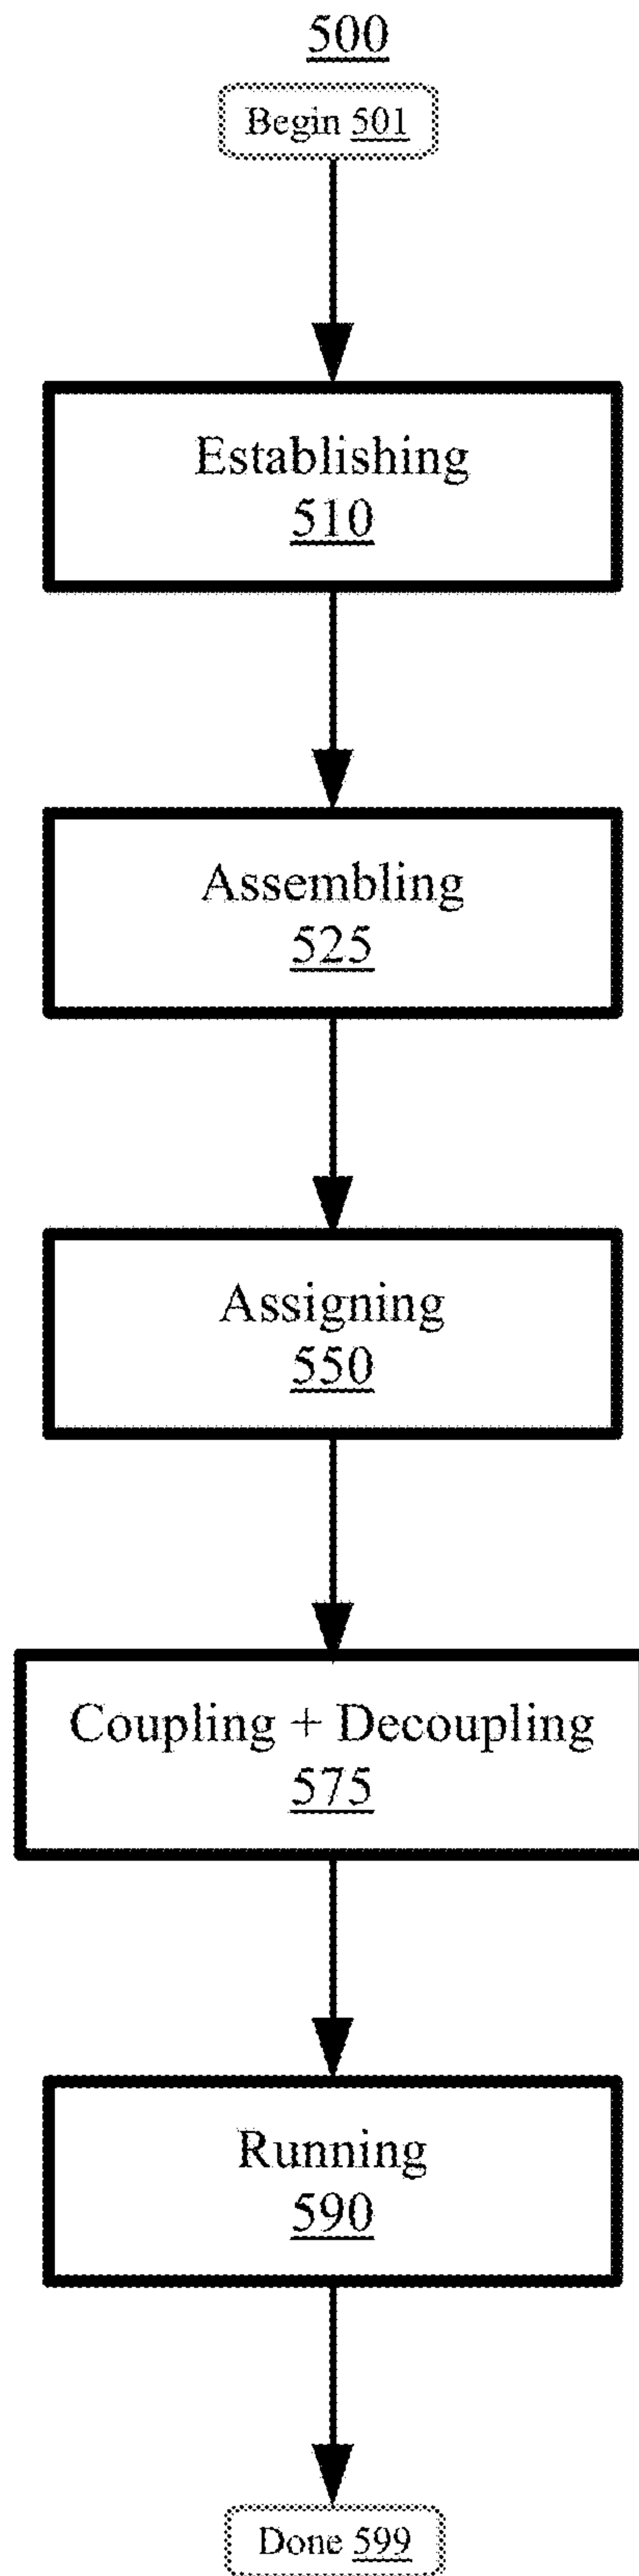 500
Begin 501
Establishing
510
Assembling
525
Assigning
550
Coupling + Decoupling
575
Running
590
Done 599